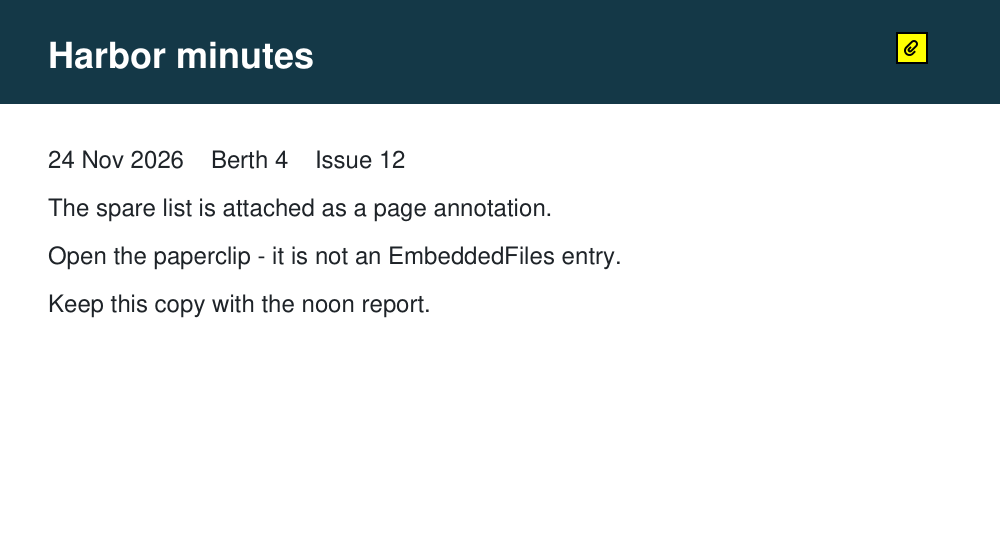 Harbor minutes
24 Nov 2026 Berth 4 Issue 12
The spare list is attached as a page annotation.
Open the paperclip - it is not an EmbeddedFiles entry.
Keep this copy with the noon report.